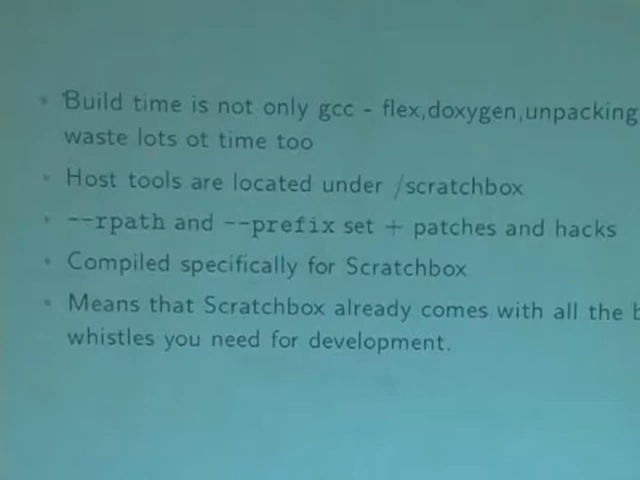 • Build time is not only gcc - flex,doxygen,unpacking
waste lots ot time too
• Host tools are located under /scratchbox
• --rpath and --prefix set + patches and hacks
• Compiled specifically for Scratchbox
• Means that Scratchbox already comes with all the b
whistles you need for development.